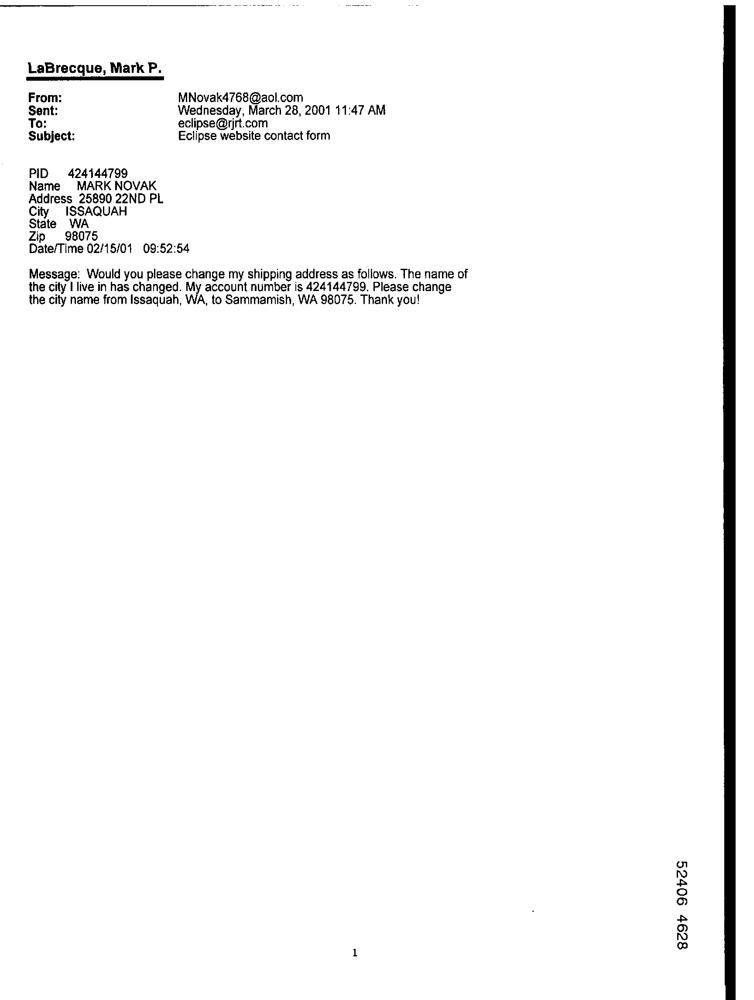 LaBrecque, Mark P.
From: MNovak4768@aol.com
Sent: Wednesday, March 28, 2001 11:47 AM
To: eclipse@rjrt.com
Subject: Eclipse website contact form
PID 424144799
Name MARK NOVAK
Address 25890 22ND PL
City ISSAQUAH
State WA
Zip 98075
Date/Time 02/15/01 09:52:54
Message: Would you please change my shipping address as follows. The name of
the city I live in has changed. My account number is 424144799. Please change
the city name from Issaquah, WA, to Sammamish, WA 98075. Thank you!
52406 4628
1